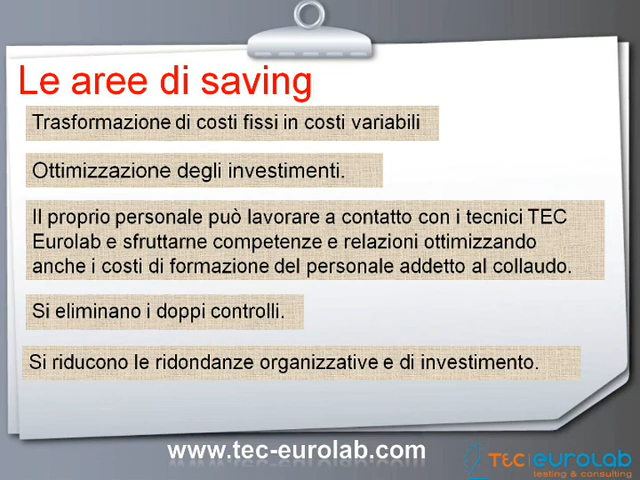 Le aree di saving
Trasformazione di costi fissi in costi variabili
Ottimizzazione degli investimenti.
Il proprio personale può lavorare a contatto con i tecnici TEC
Eurolab e sfruttarne competenze e relazioni ottimizzando
anche i costi di formazione del personale addetto al collaudo.
Si eliminano i doppi controlli.
Si riducono le ridondanze organizzative e di investimento.
www.tec-eurolab.com
TEC eurolab
testing & consulting